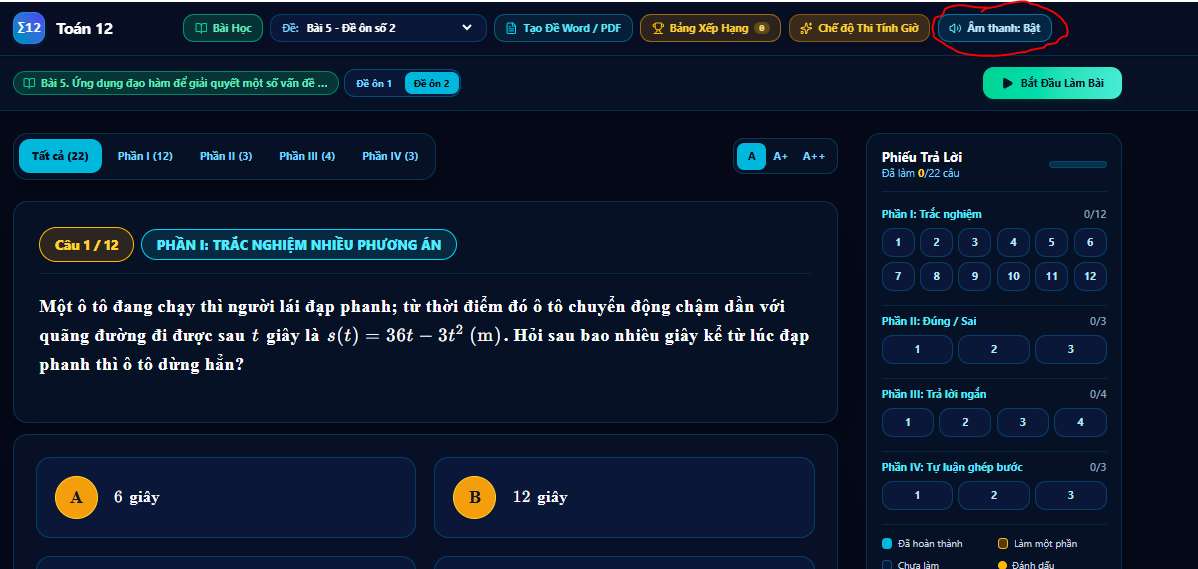 Σ12 Toán 12 Bài Học Đề: Bài 5 - Đề ôn số 2 Tạo Đề Word / PDF Bảng Xếp Hạng 0 Chế độ Thi Tính Giờ Âm thanh: Bật
Bài 5. Ứng dụng đạo hàm để giải quyết một số vấn đề ... Đề ôn 1 Đề ôn 2 Bắt Đầu Làm Bài
Tất cả (22) Phần I (12) Phần II (3) Phần III (4) Phần IV (3) A A+ A++
Câu 1 / 12 PHẦN I: TRẮC NGHIỆM NHIỀU PHƯƠNG ÁN
Một ô tô đang chạy thì người lái đạp phanh; từ thời điểm đó ô tô chuyển động chậm dần với
quãng đường đi được sau t giây là s(t) = 36t − 3t² (m). Hỏi sau bao nhiêu giây kể từ lúc đạp
phanh thì ô tô dừng hẳn?
A 6 giây B 12 giây
Phiếu Trả Lời
Đã làm 0/22 câu
Phần I: Trắc nghiệm 0/12
1 2 3 4 5 6
7 8 9 10 11 12
Phần II: Đúng / Sai 0/3
1 2 3
Phần III: Trả lời ngắn 0/4
1 2 3 4
Phần IV: Tự luận ghép bước 0/3
1 2 3
Đã hoàn thành Làm một phần
Chưa làm Đánh dấu